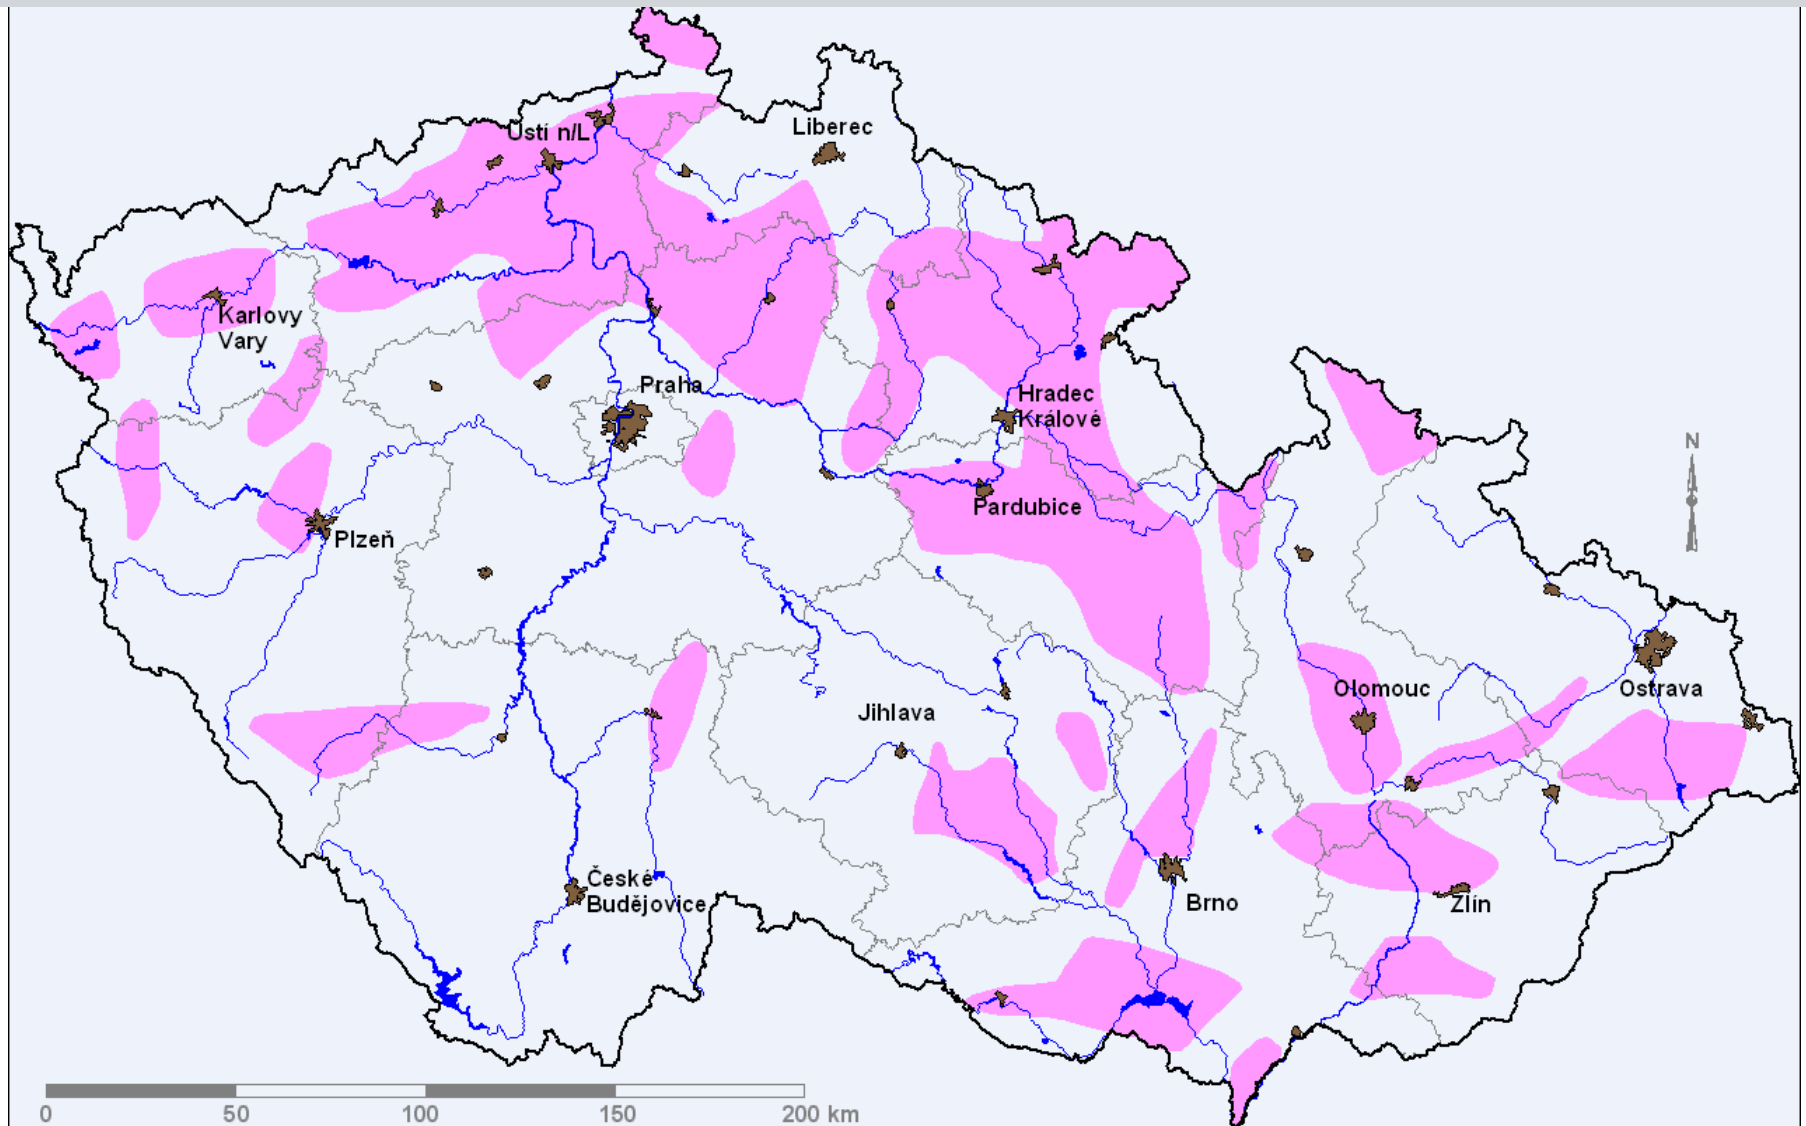 Ustí n/L
Liberec
Karlovy
Vary
Praha
Hradec
Králové
N
Pardubice
Plzeň
Olomouc
Ostrava
Jihlava
České
Budějovice
Brno
Zlín
0 50 100 150 200 km